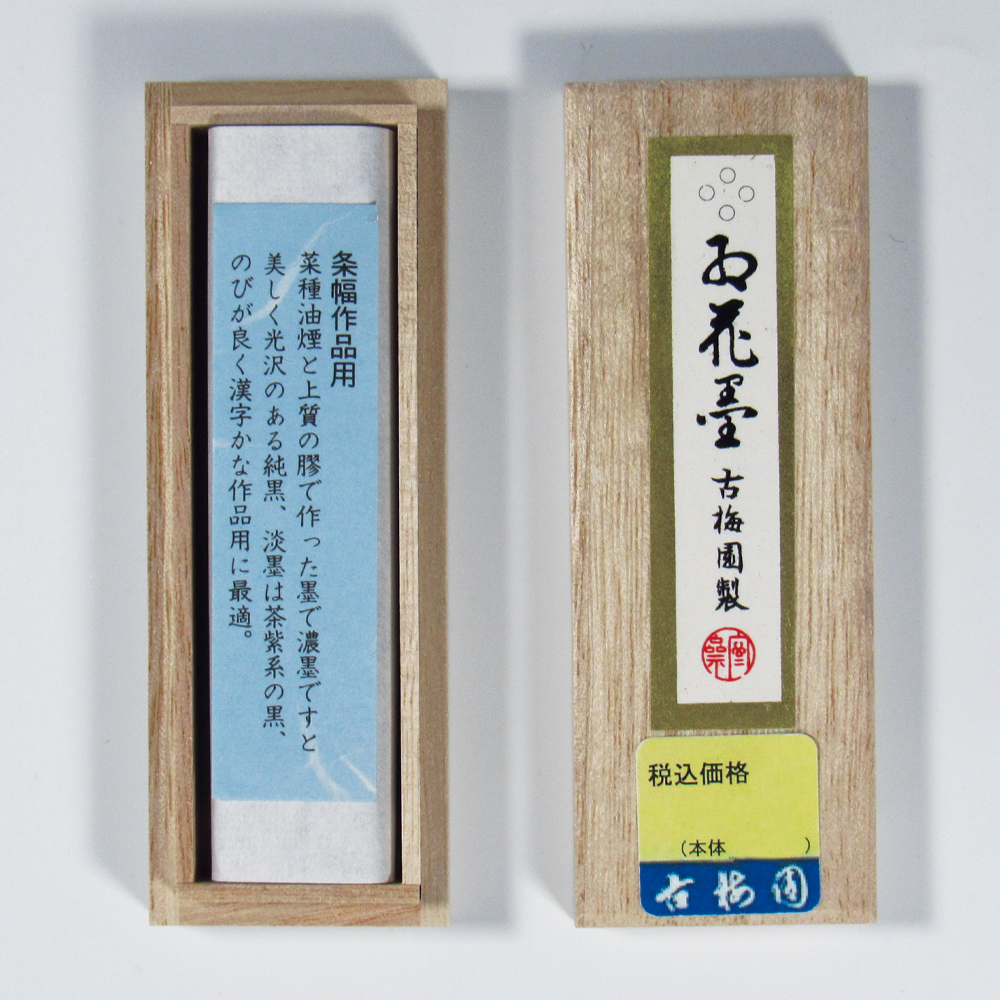 条幅作品用
菜種油煙と上質の膠で作った墨で濃墨ですと
美しく光沢のある純黒、淡墨は茶紫系の黒、
のびが良く漢字かな作品用に最適。
紅花墨 古梅園製
税込価格
(本体 )
古梅園